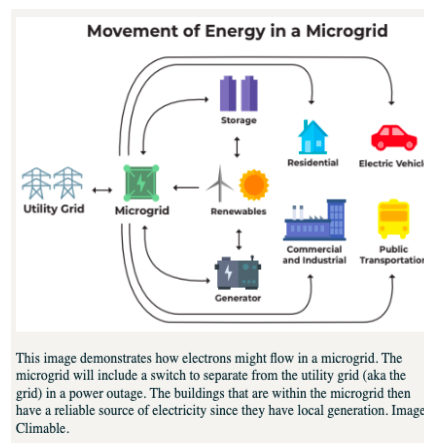 Movement of Energy in a Microgrid
Storage
Residential
Electric Vehicle
Utility Grid
Microgrid
Renewables
Commercial
and Industrial
Public
Transportation
Generator
This image demonstrates how electrons might flow in a microgrid. The
microgrid will include a switch to separate from the utility grid (aka the
grid) in a power outage. The buildings that are within the microgrid then
have a reliable source of electricity since they have local generation. Image
Climable.